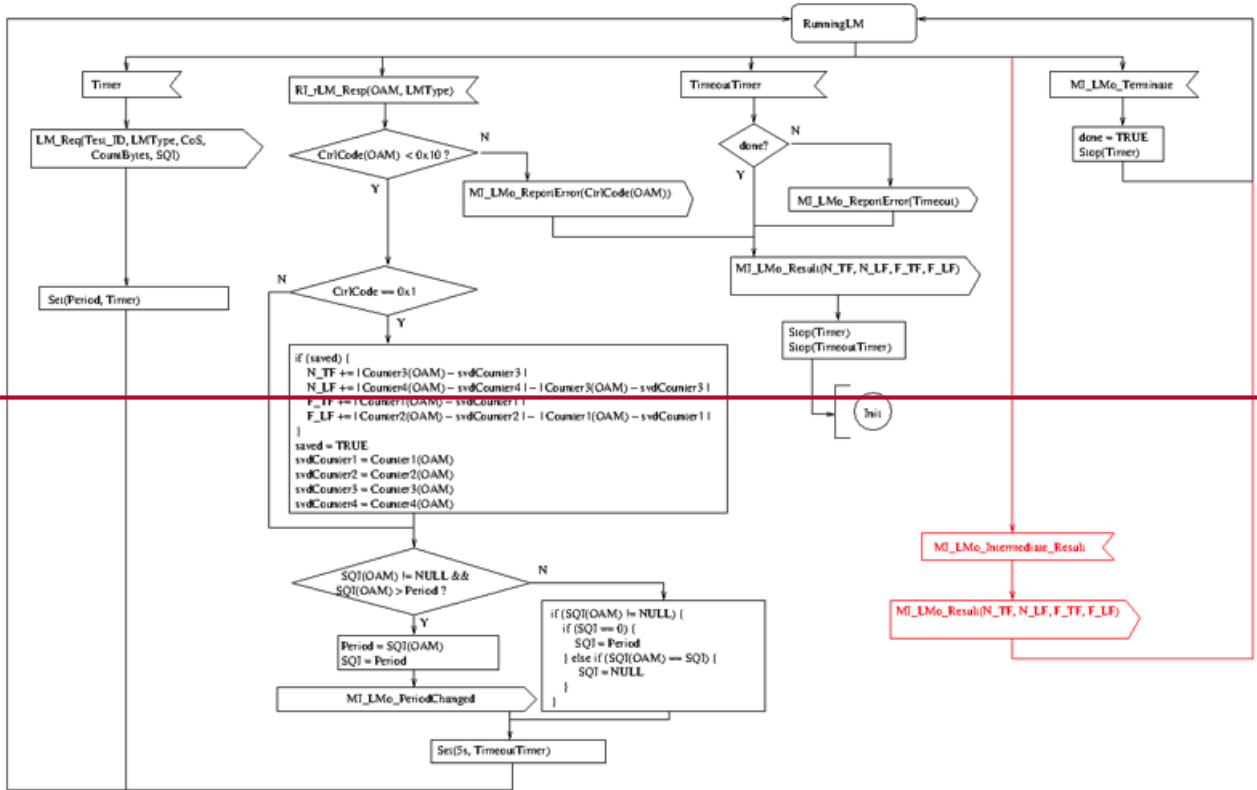 RunningLM
Timer
RI_rLM_Resp(OAM, LMType)
TimeoutTimer
MI_LMo_Terminate
LM_Req(Test_ID, LMType, CoS,
CountBytes, SQI)
CtrlCode(OAM) < 0x10 ?
N
Y
MI_LMo_ReportError(CtrlCode(OAM))
done?
N
Y
MI_LMo_ReportError(Timeout)
done = TRUE
Stop(Timer)
MI_LMo_Result(N_TF, N_LF, F_TF, F_LF)
Set(Period, Timer)
N
CtrlCode == 0x1
Y
Stop(Timer)
Stop(TimeoutTimer)
Init
if (saved) {
N_TF += | Counter3(OAM) – svdCounter3 |
N_LF += | Counter4(OAM) – svdCounter4 | – | Counter3(OAM) – svdCounter3 |
F_TF += | Counter1(OAM) – svdCounter1 |
F_LF += | Counter2(OAM) – svdCounter2 | – | Counter1(OAM) – svdCounter1 |
}
saved = TRUE
svdCounter1 = Counter1(OAM)
svdCounter2 = Counter2(OAM)
svdCounter3 = Counter3(OAM)
svdCounter4 = Counter4(OAM)
SQI(OAM) != NULL &&
SQI(OAM) > Period ?
N
Y
Period = SQI(OAM)
SQI = Period
MI_LMo_PeriodChanged
if (SQI(OAM) != NULL) {
if (SQI == 0) {
SQI = Period
} else if (SQI(OAM) == SQI) {
SQI = NULL
}
}
Set(5s, TimeoutTimer)
MI_LMo_Intermediate_Result
MI_LMo_Result(N_TF, N_LF, F_TF, F_LF)